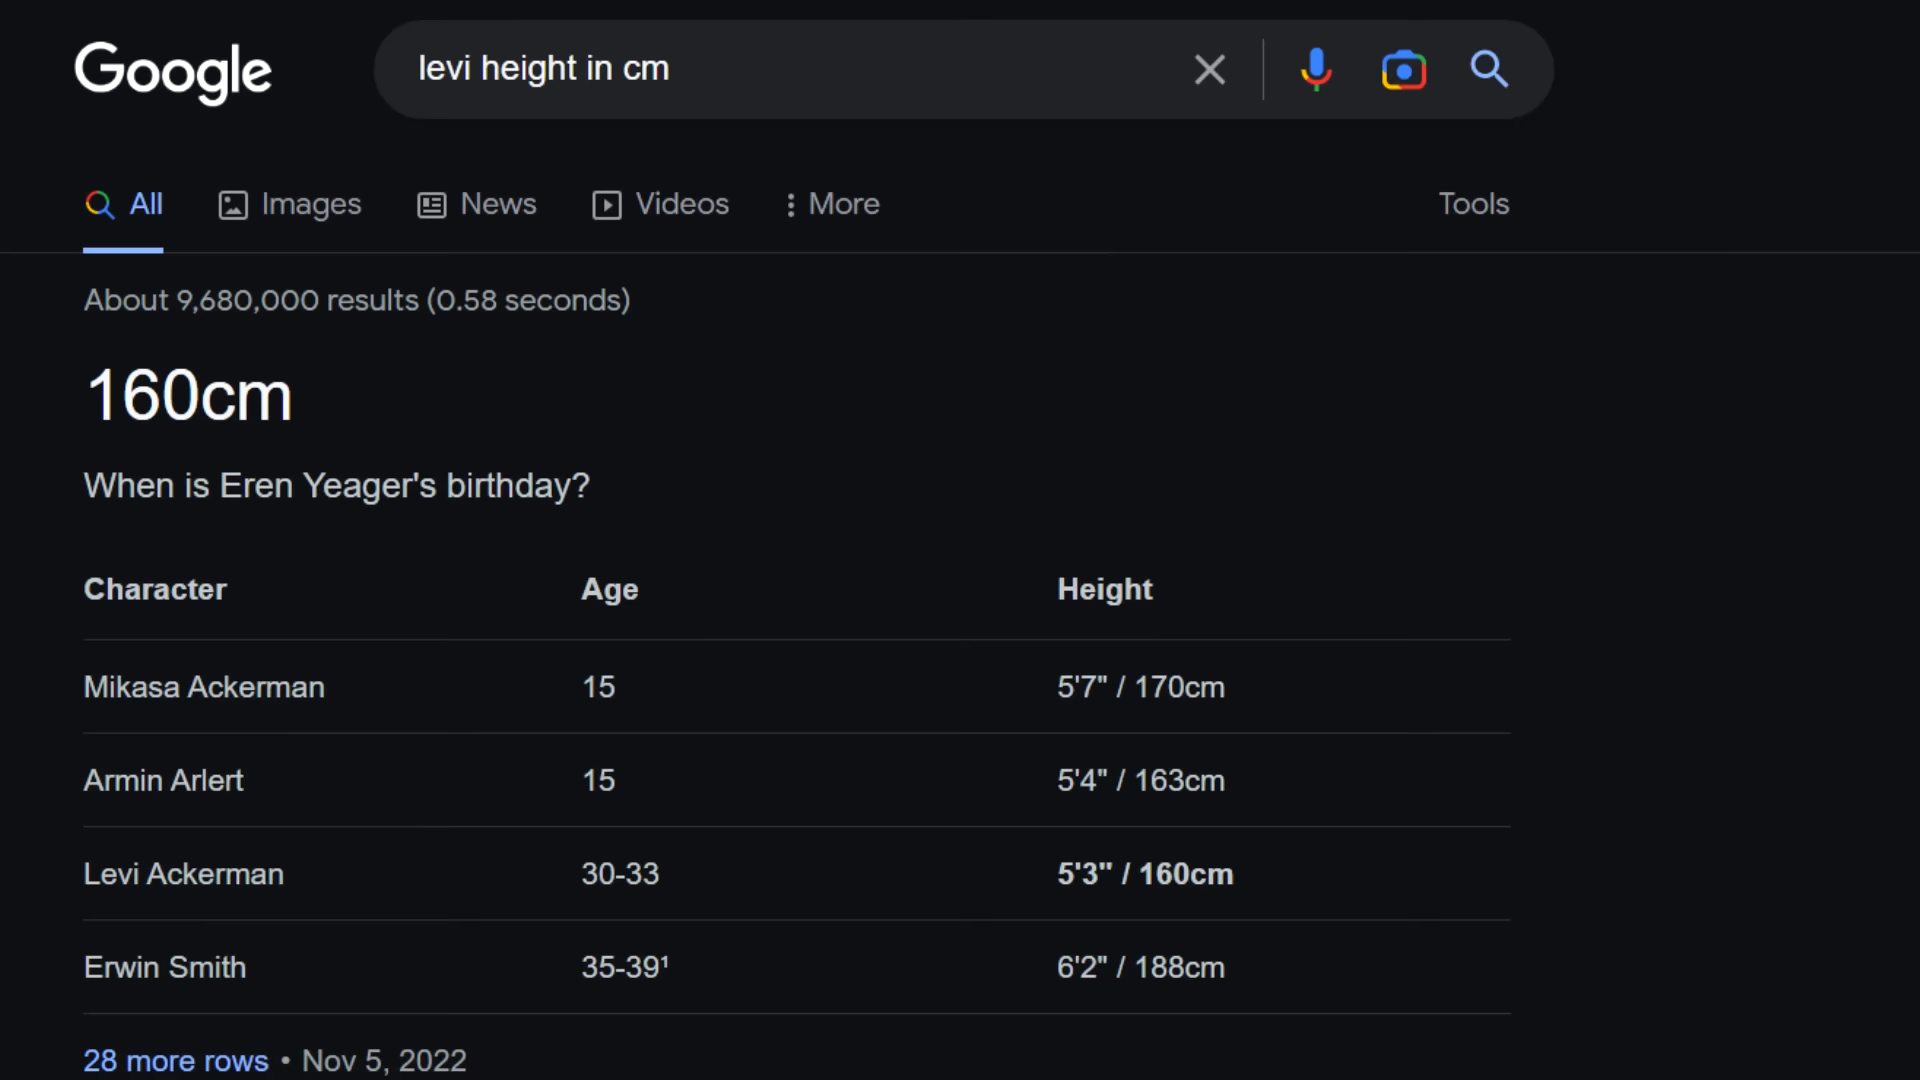 Google
levi height in cm
All Images News Videos More Tools
About 9,680,000 results (0.58 seconds)
160cm
When is Eren Yeager's birthday?
Character Age Height
Mikasa Ackerman 15 5'7" / 170cm
Armin Arlert 15 5'4" / 163cm
Levi Ackerman 30-33 5'3" / 160cm
Erwin Smith 35-39¹ 6'2" / 188cm
28 more rows • Nov 5, 2022